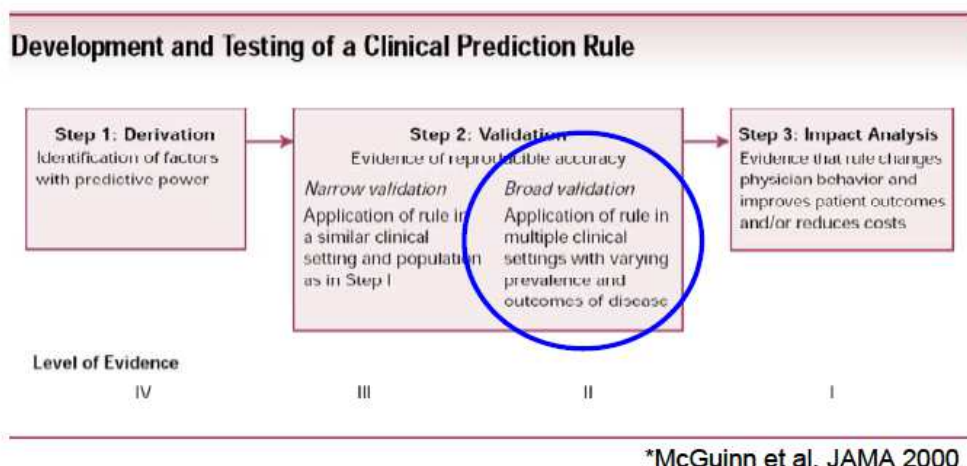 Development and Testing of a Clinical Prediction Rule
Step 1: Derivation
Identification of factors
with predictive power
Step 2: Validation
Evidence of reproducible accuracy
Narrow validation
Application of rule in
a similar clinical
setting and population
as in Step I
Broad validation
Application of rule in
multiple clinical
settings with varying
prevalence and
outcomes of disease
Step 3: Impact Analysis
Evidence that rule changes
physician behavior and
improves patient outcomes
and/or reduces costs
Level of Evidence
IV III II I
*McGuinn et al. JAMA 2000